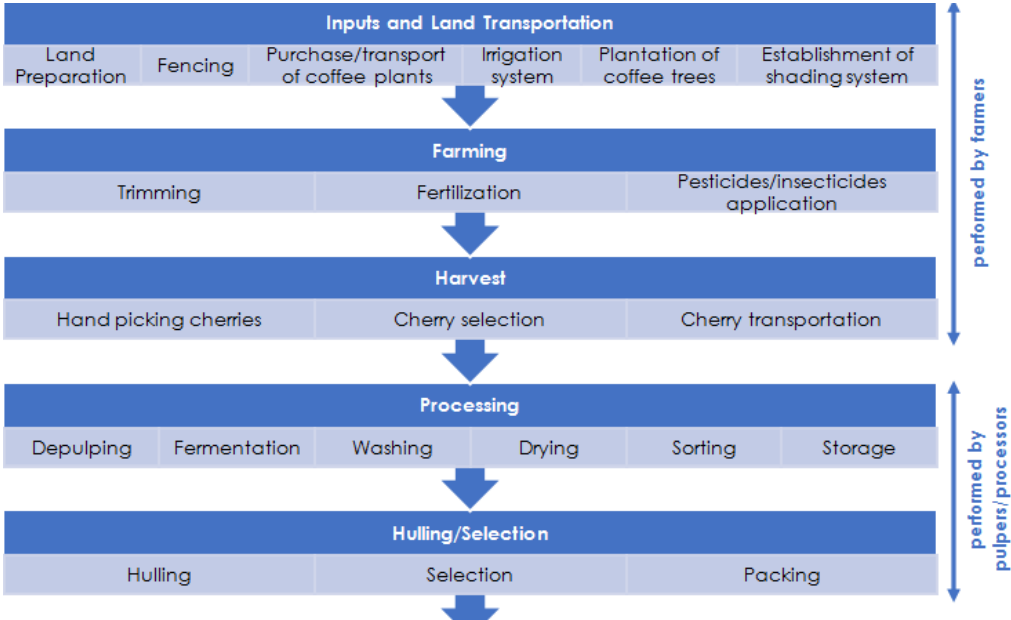 Inputs and Land Transportation
Land
Preparation
Fencing
Purchase/transport
of coffee plants
Irrigation
system
Plantation of
coffee trees
Establishment of
shading system
Farming
Trimming
Fertilization
Pesticides/insecticides
application
Harvest
Hand picking cherries
Cherry selection
Cherry transportation
performed by farmers
Processing
Depulping
Fermentation
Washing
Drying
Sorting
Storage
Hulling/Selection
Hulling
Selection
Packing
performed by
pulpers/processors